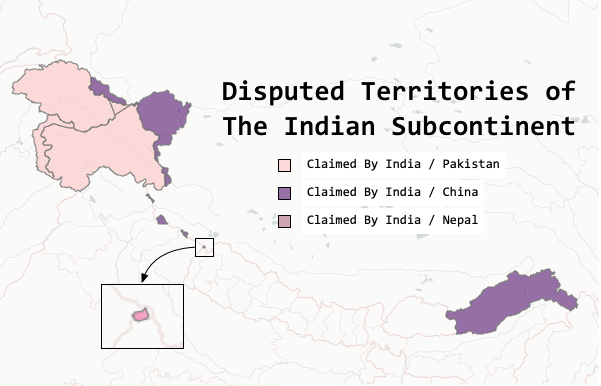 Disputed Territories of
The Indian Subcontinent
Claimed By India / Pakistan
Claimed By India / China
Claimed By India / Nepal